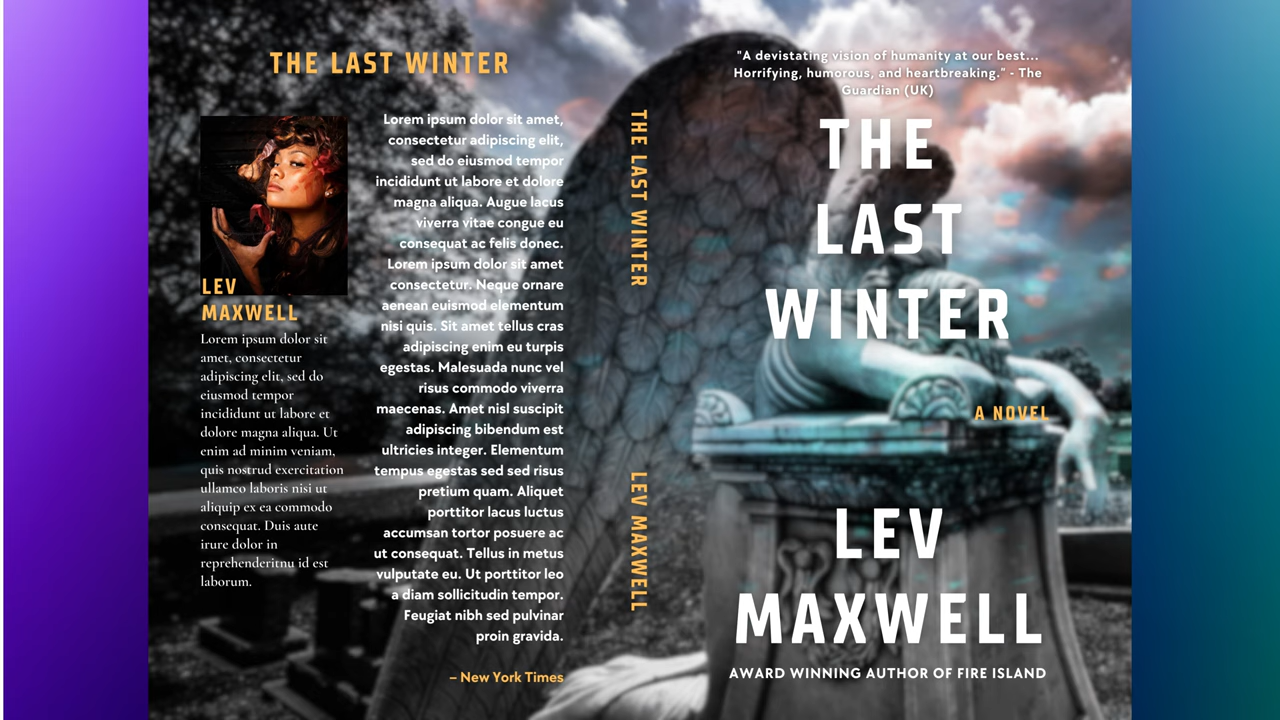 THE LAST WINTER
LEV
MAXWELL
Lorem ipsum dolor sit
amet, consectetur
adipiscing elit, sed do
eiusmod tempor
incididunt ut labore et
dolore magna aliqua. Ut
enim ad minim veniam,
quis nostrud exercitation
ullamco laboris nisi ut
aliquip ex ea commodo
consequat. Duis aute
irure dolor in
reprehenderitnu id est
laborum.
Lorem ipsum dolor sit amet,
consectetur adipiscing elit,
sed do eiusmod tempor
incididunt ut labore et dolore
magna aliqua. Augue lacus
viverra vitae congue eu
consequat ac felis donec.
Lorem ipsum dolor sit amet
consectetur. Neque ornare
aenean euismod elementum
nisi quis. Sit amet tellus cras
adipiscing enim eu turpis
egestas. Malesuada nunc vel
risus commodo viverra
maecenas. Amet nisl suscipit
adipiscing bibendum est
ultricies integer. Elementum
tempus egestas sed sed risus
pretium quam. Aliquet
porttitor lacus luctus
accumsan tortor posuere ac
ut consequat. Tellus in metus
vulputate eu. Ut porttitor leo
a diam sollicitudin tempor.
Feugiat nibh sed pulvinar
proin gravida.
– New York Times
THE LAST WINTER
LEV MAXWELL
"A devistating vision of humanity at our best...
Horrifying, humorous, and heartbreaking." - The
Guardian (UK)
THE
LAST
WINTER
A NOVEL
LEV
MAXWELL
AWARD WINNING AUTHOR OF FIRE ISLAND